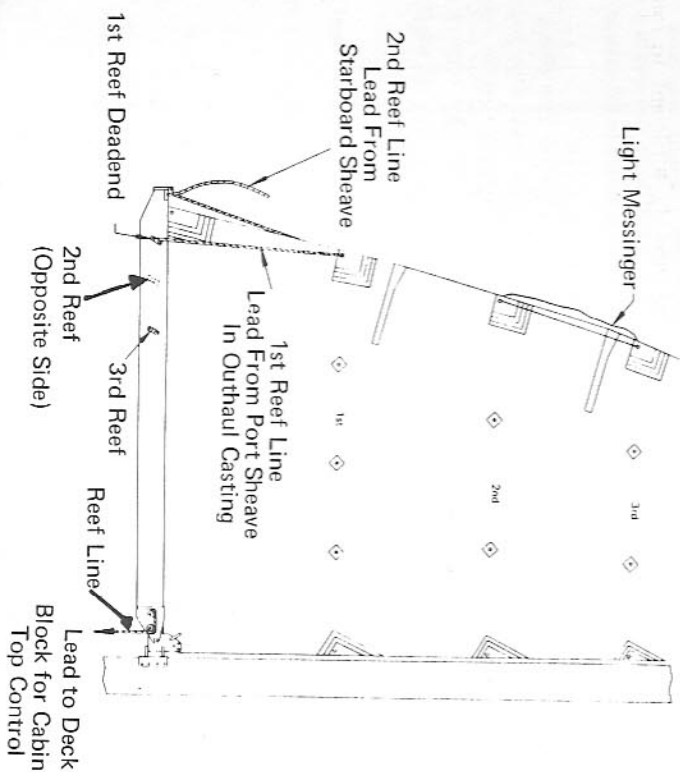 Light Messinger
2nd Reef Line
Lead From
Starboard Sheave
1st Reef Deadend
1st Reef Line
Lead From Port Sheave
In Outhaul Casting
2nd Reef
(Opposite Side)
3rd Reef
Reef Line
Lead to Deck
Block for Cabin
Top Control
1st
2nd
3rd